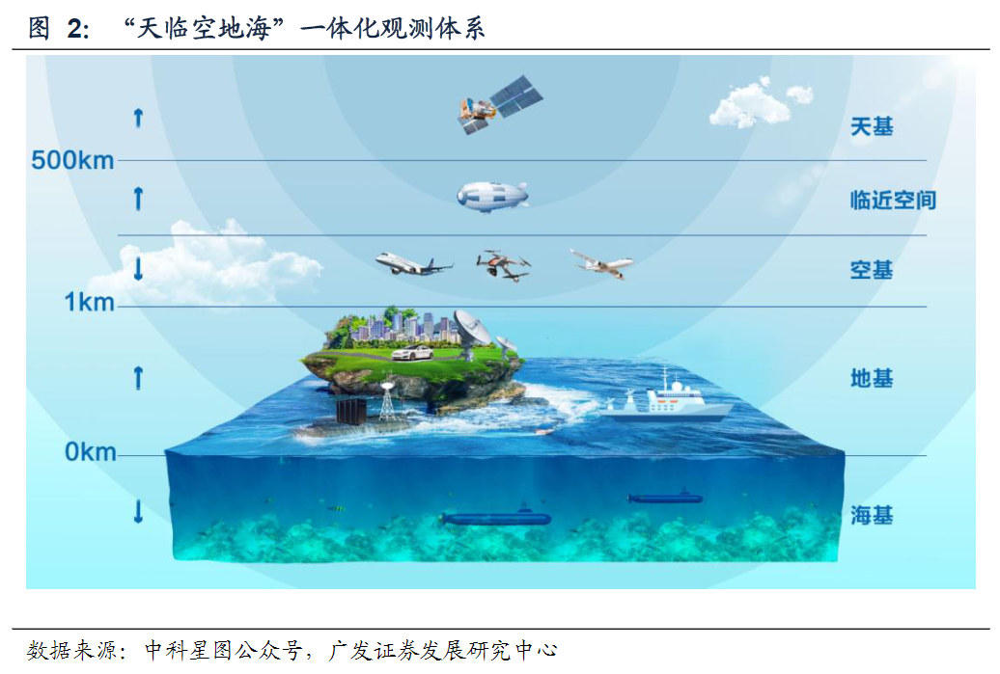 图 2：“天临空地海”一体化观测体系
天基
500km
临近空间
空基
1km
地基
0km
海基
数据来源：中科星图公众号，广发证券发展研究中心